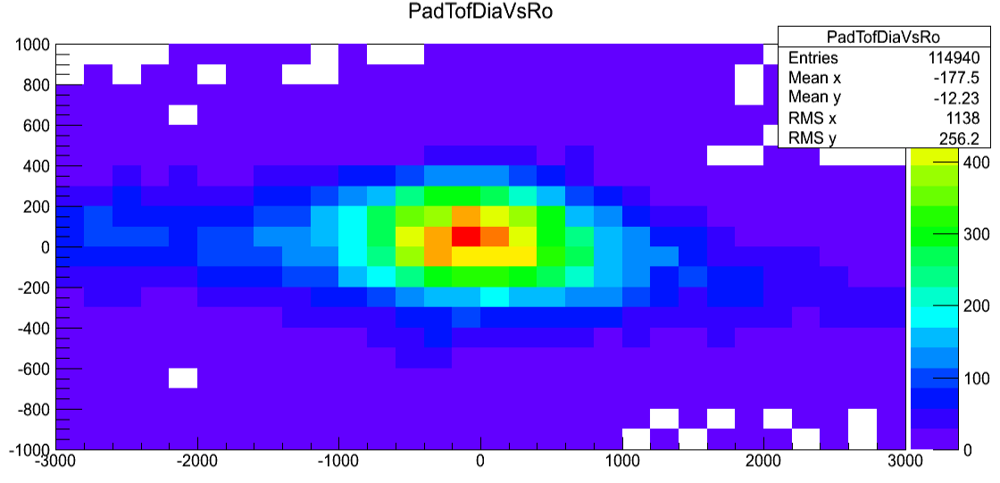 PadTofDiaVsRo
PadTofDiaVsRo
Entries 114940
Mean x -177.5
Mean y -12.23
RMS x 1138
RMS y 256.2
1000
800
600
400
200
0
-200
-400
-600
-800
-1000
-3000 -2000 -1000 0 1000 2000 3000
400
300
200
100
0